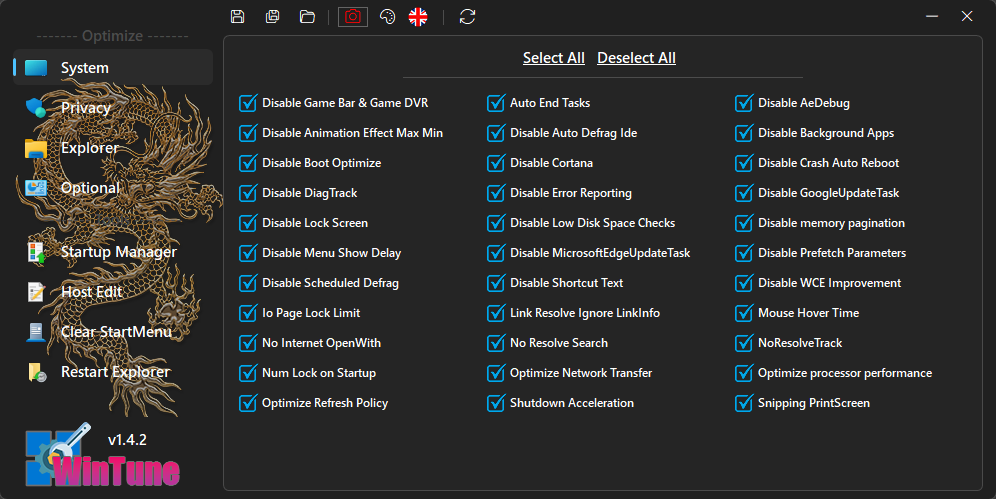 ------- Optimize -------
System
Privacy
Explorer
Optional
Startup Manager
Host Edit
Clear StartMenu
Restart Explorer
v1.4.2
WinTune
Select All Deselect All
Disable Game Bar & Game DVR Auto End Tasks Disable AeDebug
Disable Animation Effect Max Min Disable Auto Defrag Ide Disable Background Apps
Disable Boot Optimize Disable Cortana Disable Crash Auto Reboot
Disable DiagTrack Disable Error Reporting Disable GoogleUpdateTask
Disable Lock Screen Disable Low Disk Space Checks Disable memory pagination
Disable Menu Show Delay Disable MicrosoftEdgeUpdateTask Disable Prefetch Parameters
Disable Scheduled Defrag Disable Shortcut Text Disable WCE Improvement
Io Page Lock Limit Link Resolve Ignore LinkInfo Mouse Hover Time
No Internet OpenWith No Resolve Search NoResolveTrack
Num Lock on Startup Optimize Network Transfer Optimize processor performance
Optimize Refresh Policy Shutdown Acceleration Snipping PrintScreen